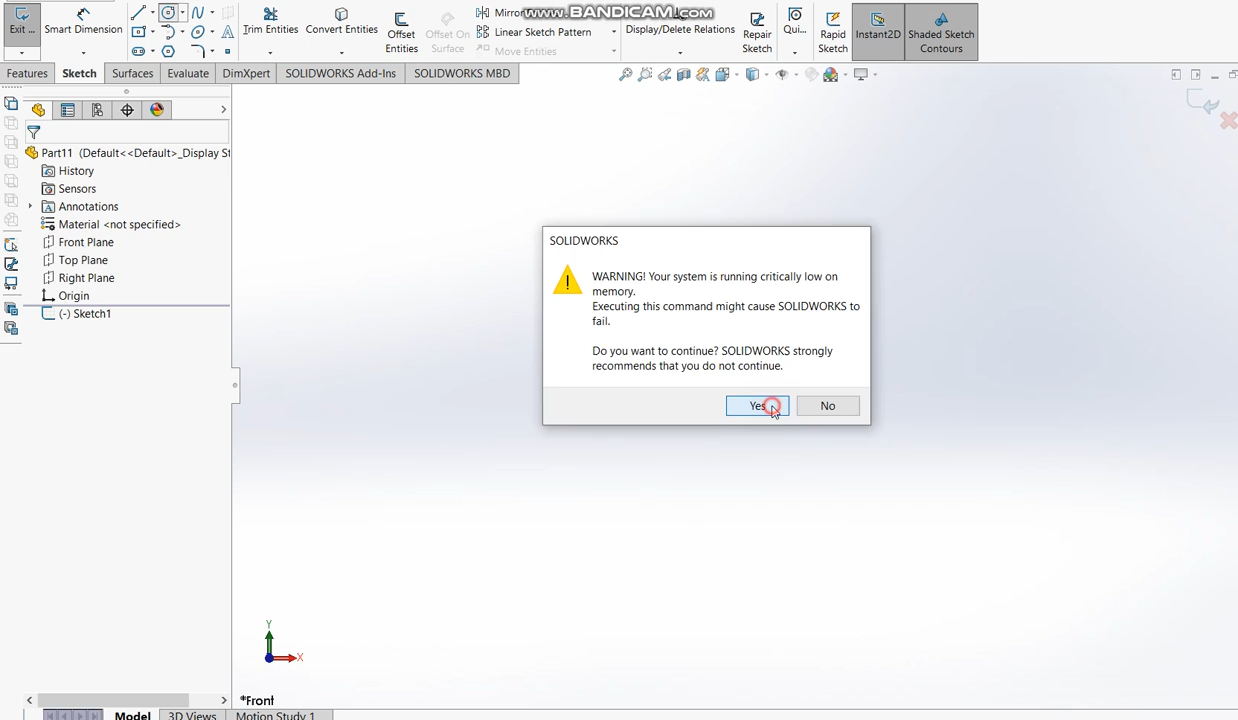 www.BANDICAM.com
Exit ...
Smart Dimension
Trim Entities
Convert Entities
Offset Entities
Offset On Surface
Mirror
Linear Sketch Pattern
Move Entities
Display/Delete Relations
Repair Sketch
Qui...
Rapid Sketch
Instant2D
Shaded Sketch Contours
Features
Sketch
Surfaces
Evaluate
DimXpert
SOLIDWORKS Add-Ins
SOLIDWORKS MBD
Part11 (Default<<Default>_Display St
History
Sensors
Annotations
Material <not specified>
Front Plane
Top Plane
Right Plane
Origin
(-) Sketch1
SOLIDWORKS
WARNING! Your system is running critically low on
memory.
Executing this command might cause SOLIDWORKS to
fail.
Do you want to continue? SOLIDWORKS strongly
recommends that you do not continue.
Yes
No
Y
X
*Front
Model
3D Views
Motion Study 1